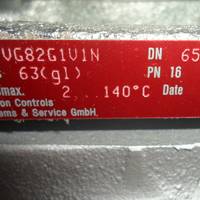 VG82G1V1N DN 65
s 63(gl) PN 16
max. 2...140°C Date
on Controls
ems & Service GmbH.